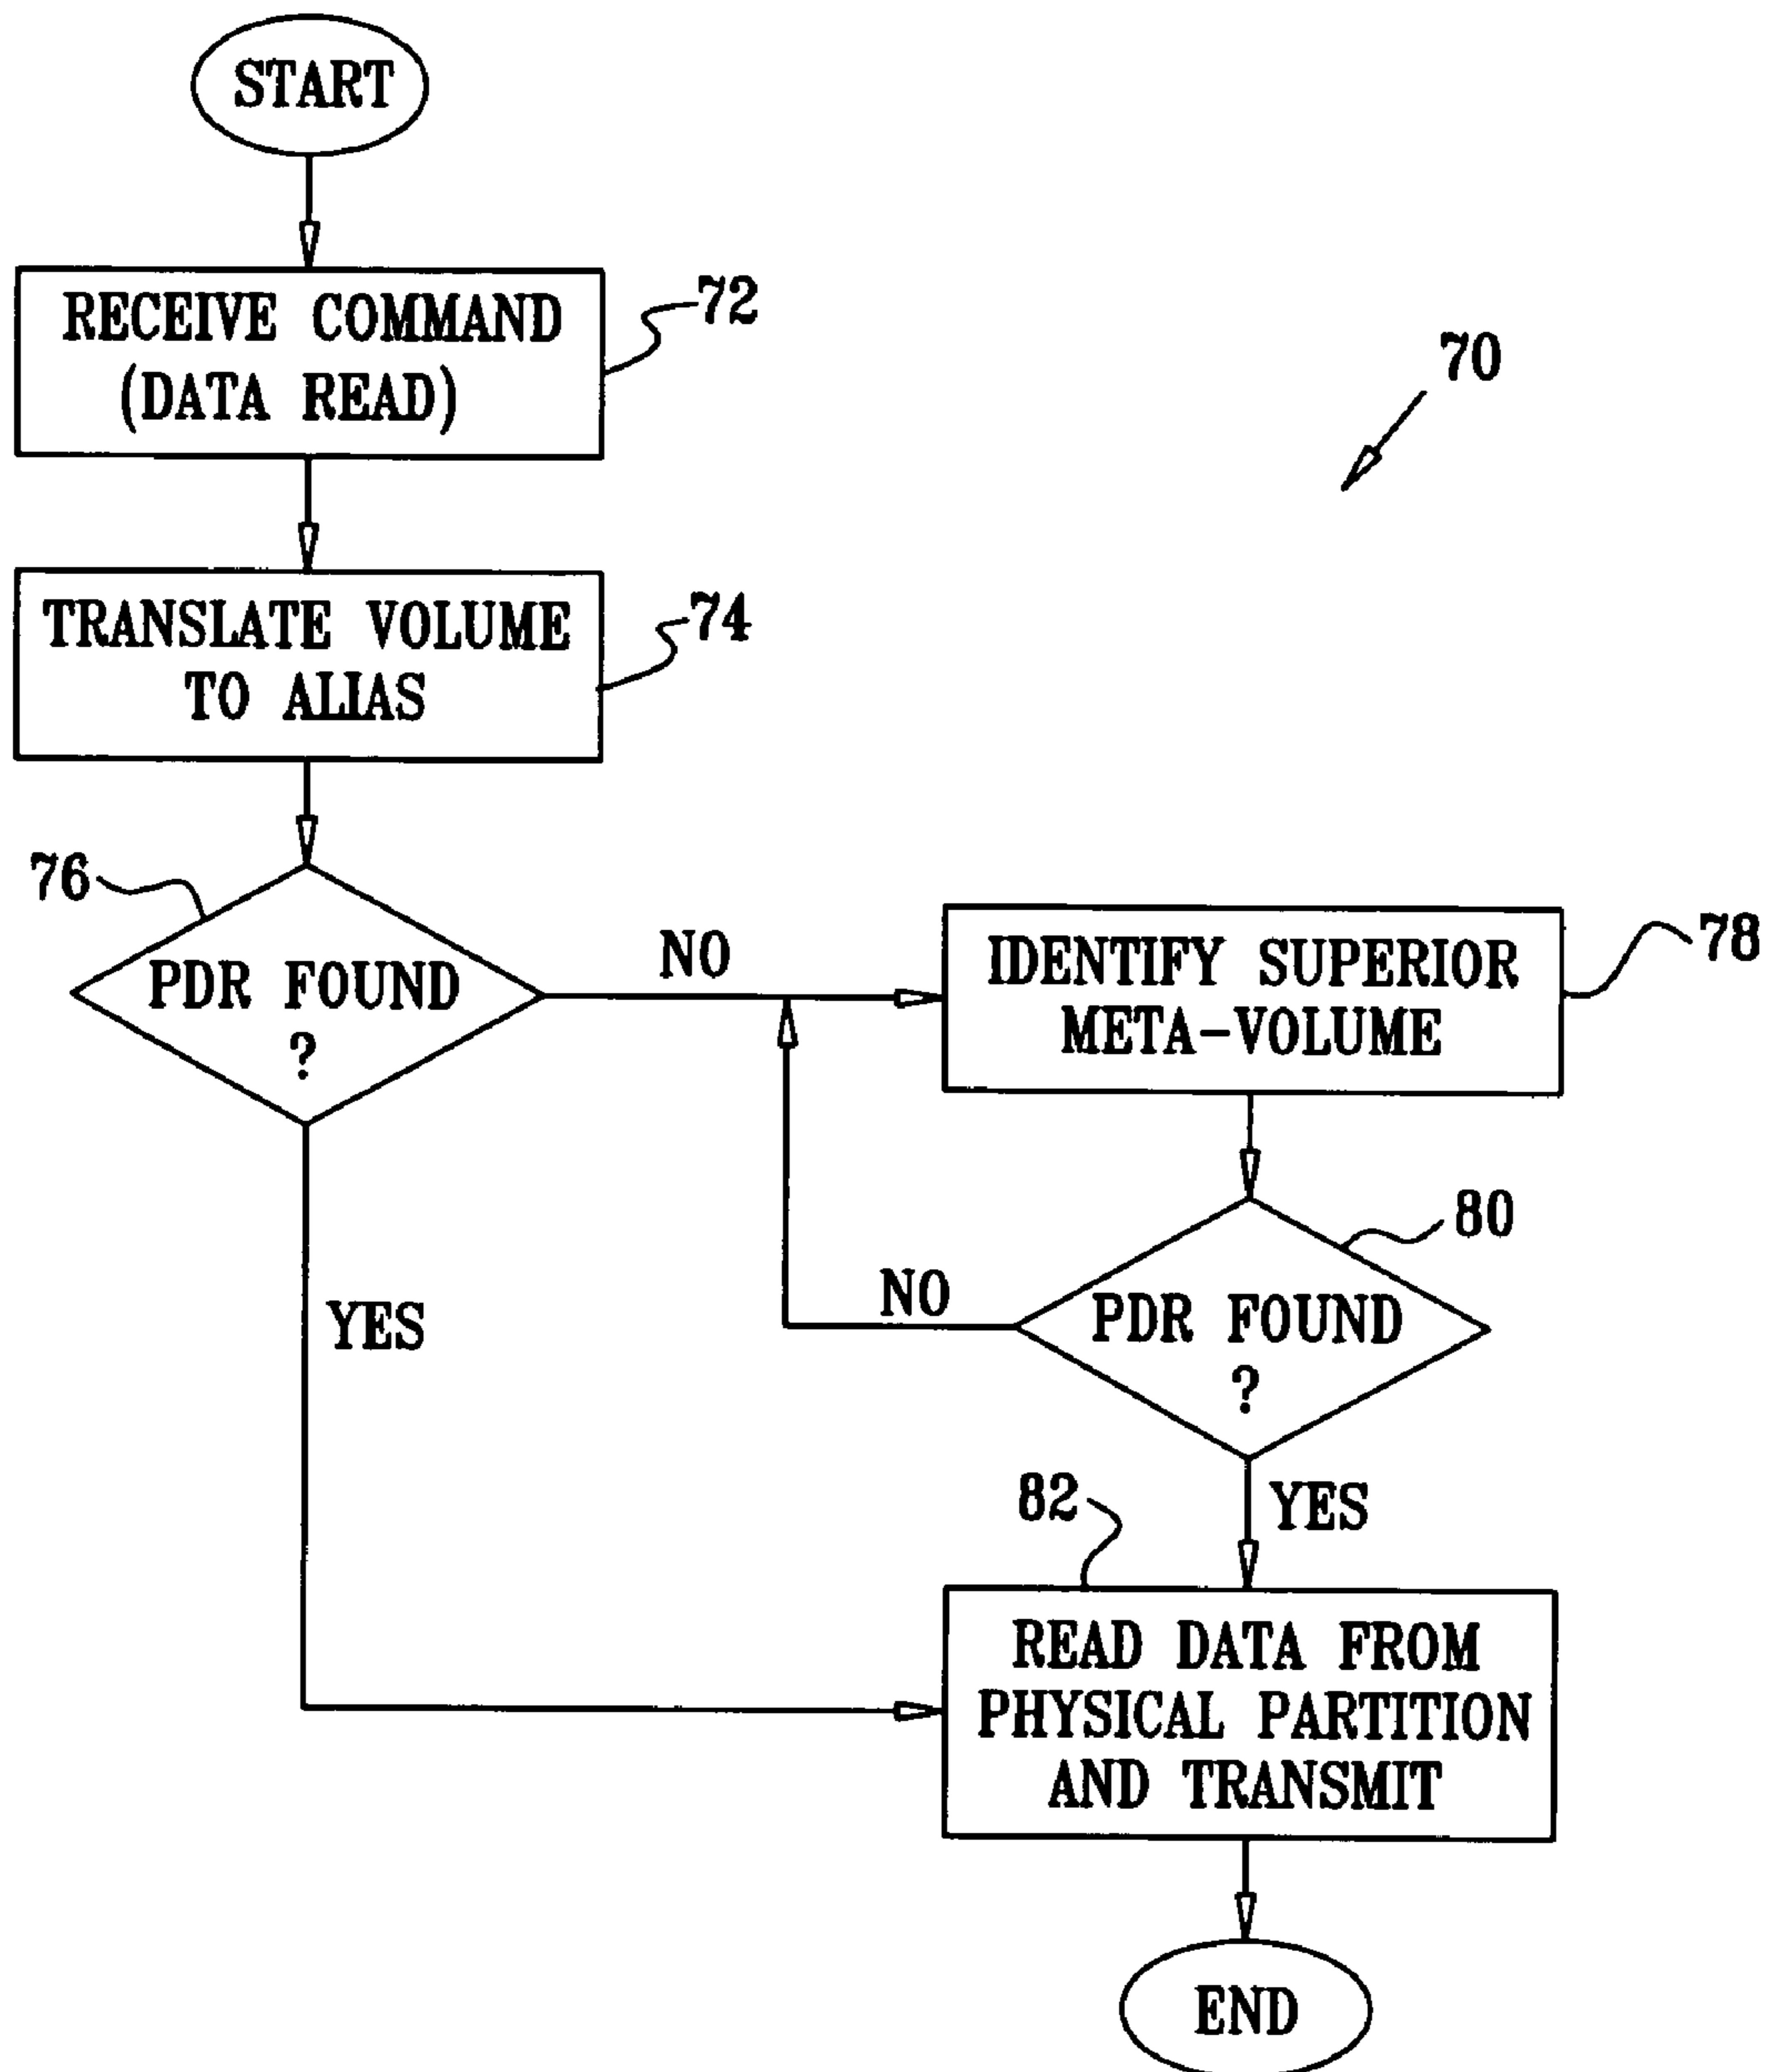 START
RECEIVE COMMAND
(DATA READ)
72
70
TRANSLATE VOLUME
TO ALIAS
74
76
PDR FOUND
?
NO
IDENTIFY SUPERIOR
META-VOLUME
78
80
PDR FOUND
?
NO
YES
YES
82
READ DATA FROM
PHYSICAL PARTITION
AND TRANSMIT
END